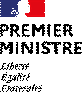 PREMIER
MINISTRE
Liberté
Égalité
Fraternité